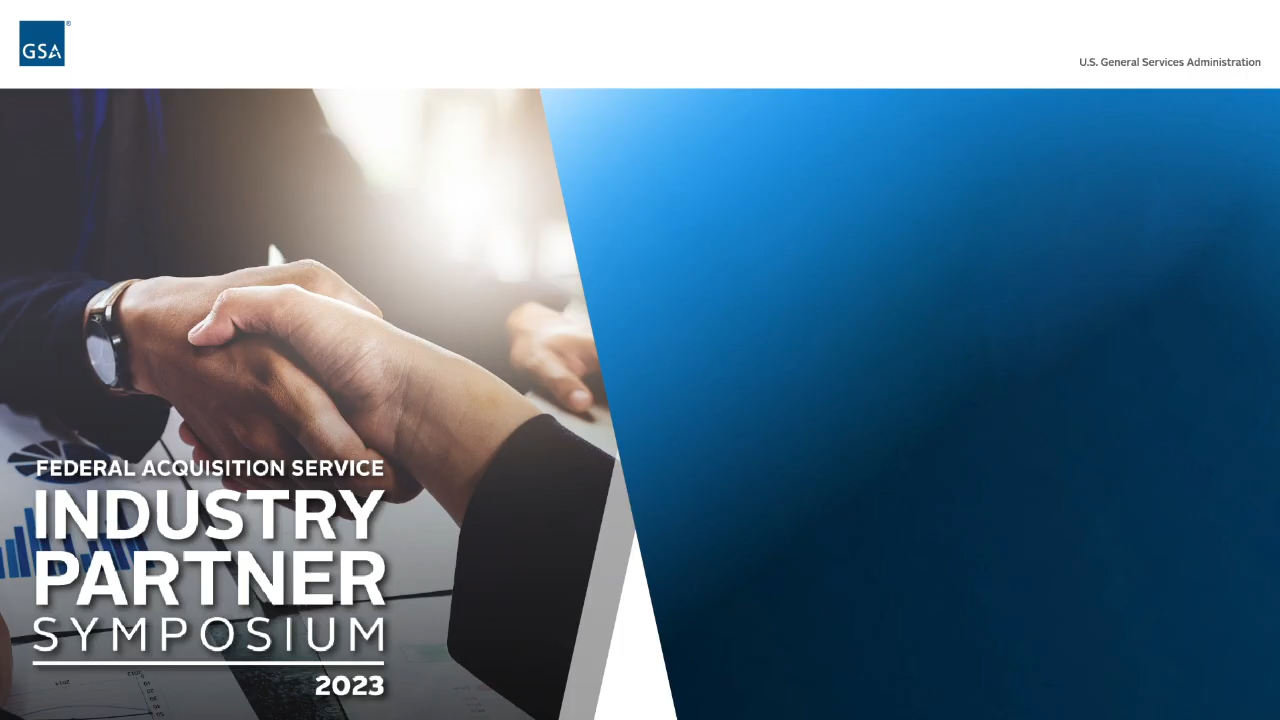 GSA
®
U.S. General Services Administration
FEDERAL ACQUISITION SERVICE
INDUSTRY
PARTNER
SYMPOSIUM
2023